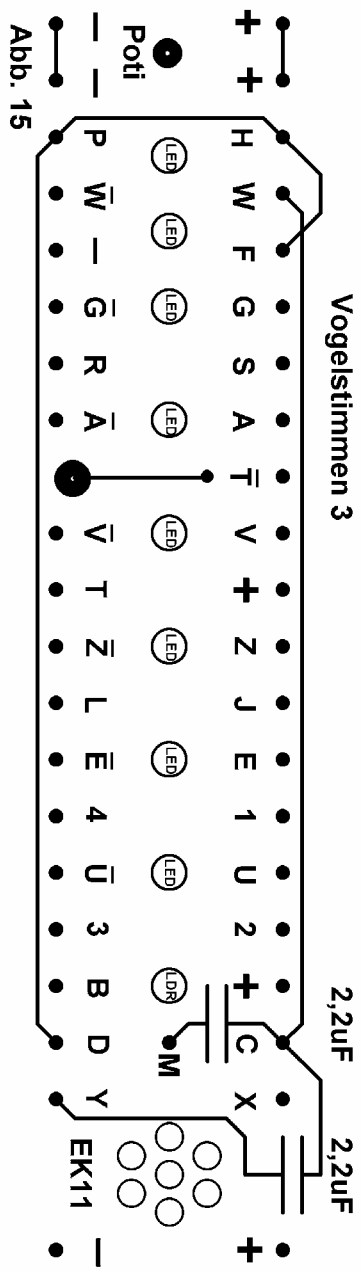 Vogelstimmen 3 2,2uF 2,2uF
+ + H W F G S A T̅ V + Z J E 1 U 2 + C X +
Poti LED LED LED LED LED LED LED LED LDR M
− − P W̅ − G̅ R A̅ V̅ T Z̅ L E̅ 4 U̅ 3 B D Y EK11 −
Abb. 15